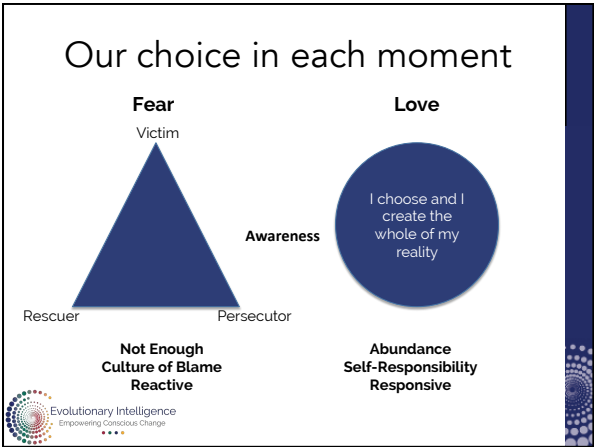 Our choice in each moment
Fear
Love
Victim
I choose and I
create the
whole of my
reality
Awareness
Rescuer
Persecutor
Not Enough
Culture of Blame
Reactive
Abundance
Self-Responsibility
Responsive
Evolutionary Intelligence
Empowering Conscious Change